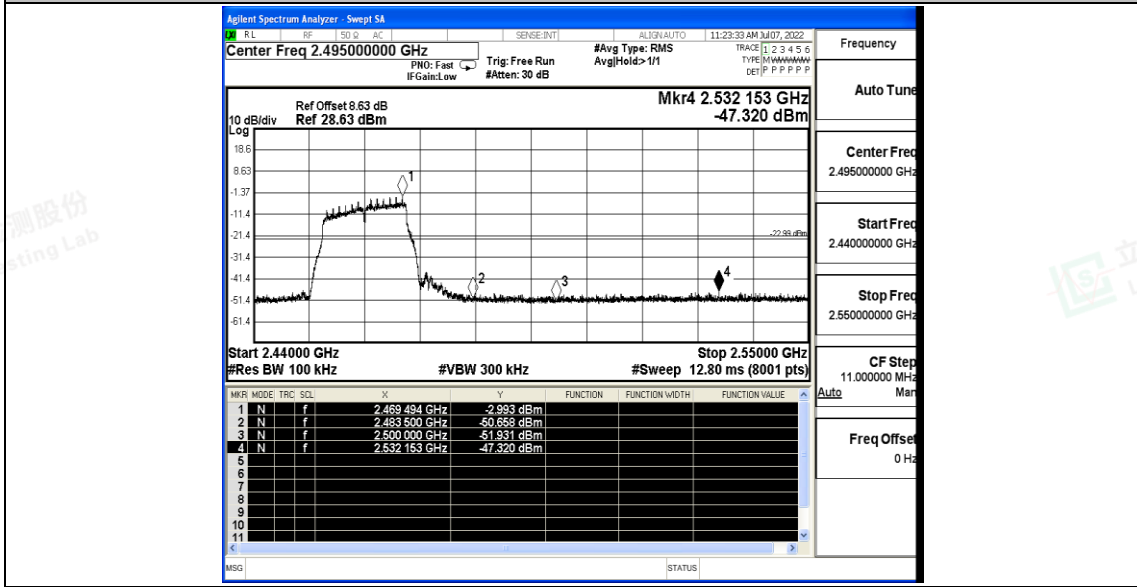 Agilent Spectrum Analyzer - Swept SA
RL RF 50 Ω AC SENSE:INT ALIGNAUTO 11:23:33 AM Jul 07, 2022
Center Freq 2.495000000 GHz
PNO: Fast
IFGain:Low
Trig: Free Run
#Atten: 30 dB
#Avg Type: RMS
Avg|Hold:>1/1
TRACE 1 2 3 4 5 6
TYPE MWWWWW
DET P P P P P P
Ref Offset 8.63 dB
10 dB/div Ref 28.63 dBm
Log
Mkr4 2.532 153 GHz
-47.320 dBm
18.6
8.63
-1.37
-11.4
-21.4
-31.4
-41.4
-51.4
-61.4
1
2
3
4
-22.99 dBm
Start 2.44000 GHz Stop 2.55000 GHz
#Res BW 100 kHz #VBW 300 kHz #Sweep 12.80 ms (8001 pts)
MKR MODE TRC SCL X Y FUNCTION FUNCTION WIDTH FUNCTION VALUE
1 N f 2.469 494 GHz -2.993 dBm
2 N f 2.483 500 GHz -50.658 dBm
3 N f 2.500 000 GHz -51.931 dBm
4 N f 2.532 153 GHz -47.320 dBm
5
6
7
8
9
10
11
MSG STATUS
Frequency
Auto Tune
Center Freq
2.495000000 GHz
Start Freq
2.440000000 GHz
Stop Freq
2.550000000 GHz
CF Step
11.000000 MHz
Auto Man
Freq Offset
0 Hz
测股份
sting Lab
立
LCS